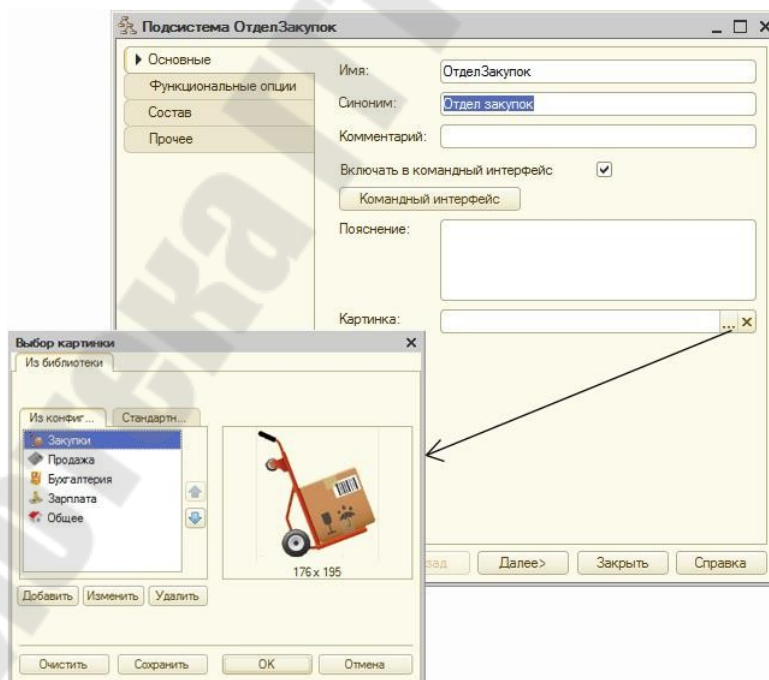 Подсистема ОтделЗакупок
Основные
Функциональные опции
Состав
Прочее
Имя: ОтделЗакупок
Синоним: Отдел закупок
Комментарий:
Включать в командный интерфейс
Командный интерфейс
Пояснение:
Картинка:
... x
Выбор картинки
Из библиотеки
Из конфиг... Стандартн...
Закупки
Продажа
Бухгалтерия
Зарплата
Общее
176 x 195
Добавить Изменить Удалить
Очистить Сохранить OK Отмена
Далее> Закрыть Справка